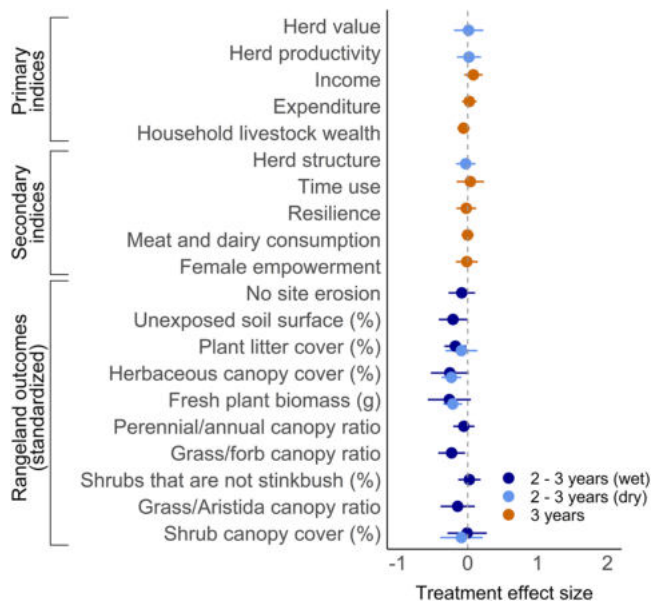 Primary
indices
Herd value
Herd productivity
Income
Expenditure
Household livestock wealth
Secondary
indices
Herd structure
Time use
Resilience
Meat and dairy consumption
Female empowerment
Rangeland outcomes
(standardized)
No site erosion
Unexposed soil surface (%)
Plant litter cover (%)
Herbaceous canopy cover (%)
Fresh plant biomass (g)
Perennial/annual canopy ratio
Grass/forb canopy ratio
Shrubs that are not stinkbush (%)
Grass/Aristida canopy ratio
Shrub canopy cover (%)
2 - 3 years (wet)
2 - 3 years (dry)
3 years
-1 0 1 2
Treatment effect size